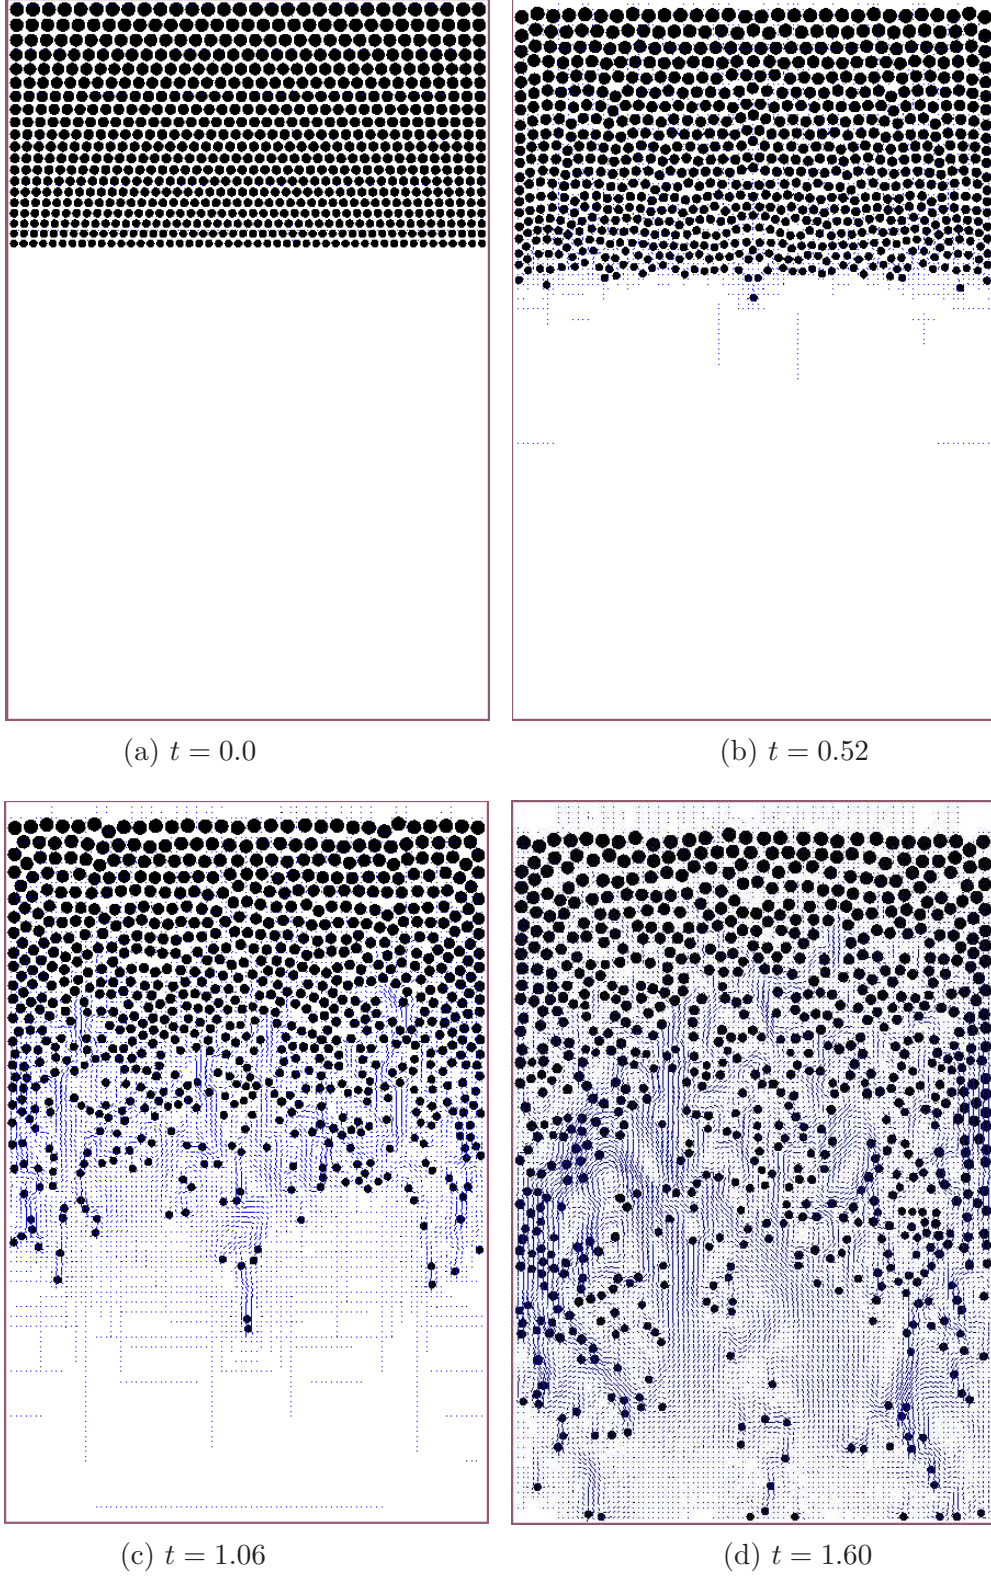 (a) t = 0.0
(b) t = 0.52
(c) t = 1.06
(d) t = 1.60